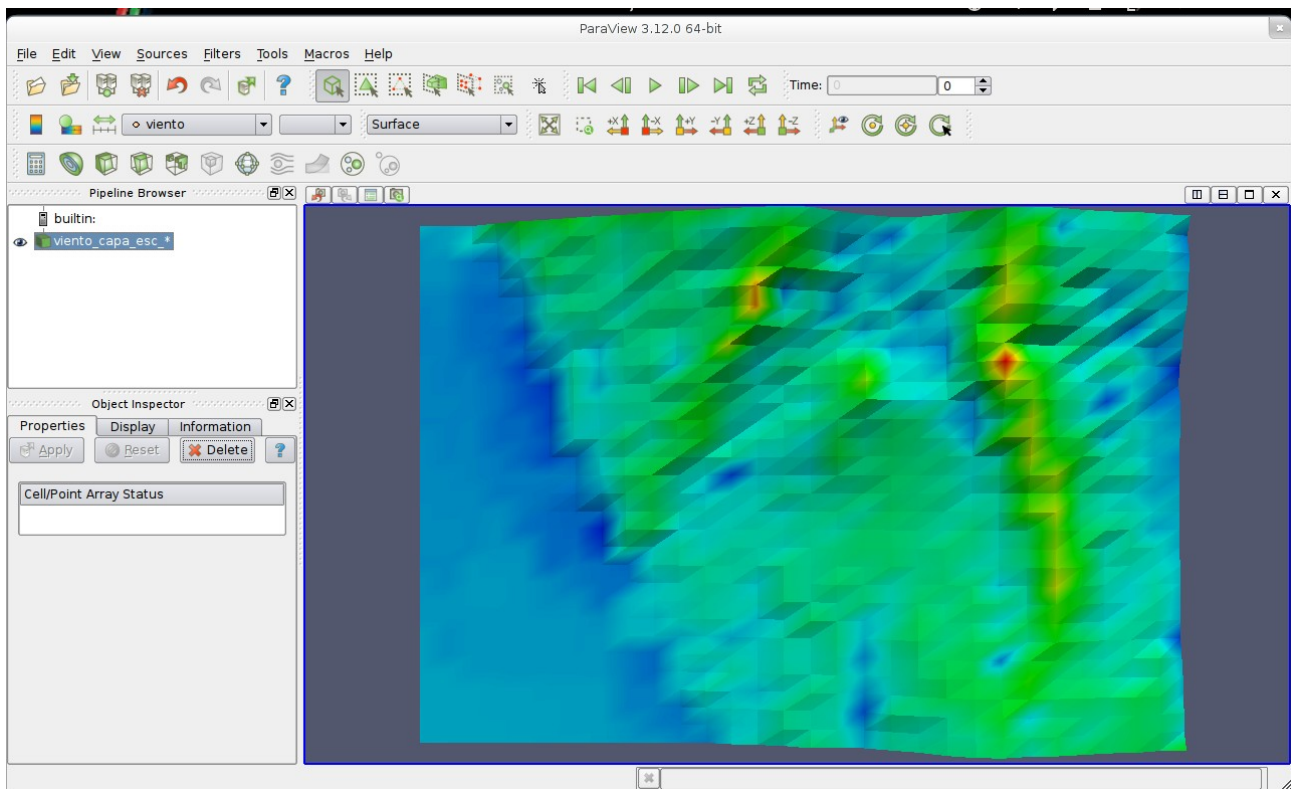 ParaView 3.12.0 64-bit
File Edit View Sources Filters Tools Macros Help
Time: 0 0
viento Surface
+X -X +Y -Y +Z -Z
Pipeline Browser
builtin:
viento_capa_esc_*
Object Inspector
Properties Display Information
Apply Reset Delete ?
Cell/Point Array Status